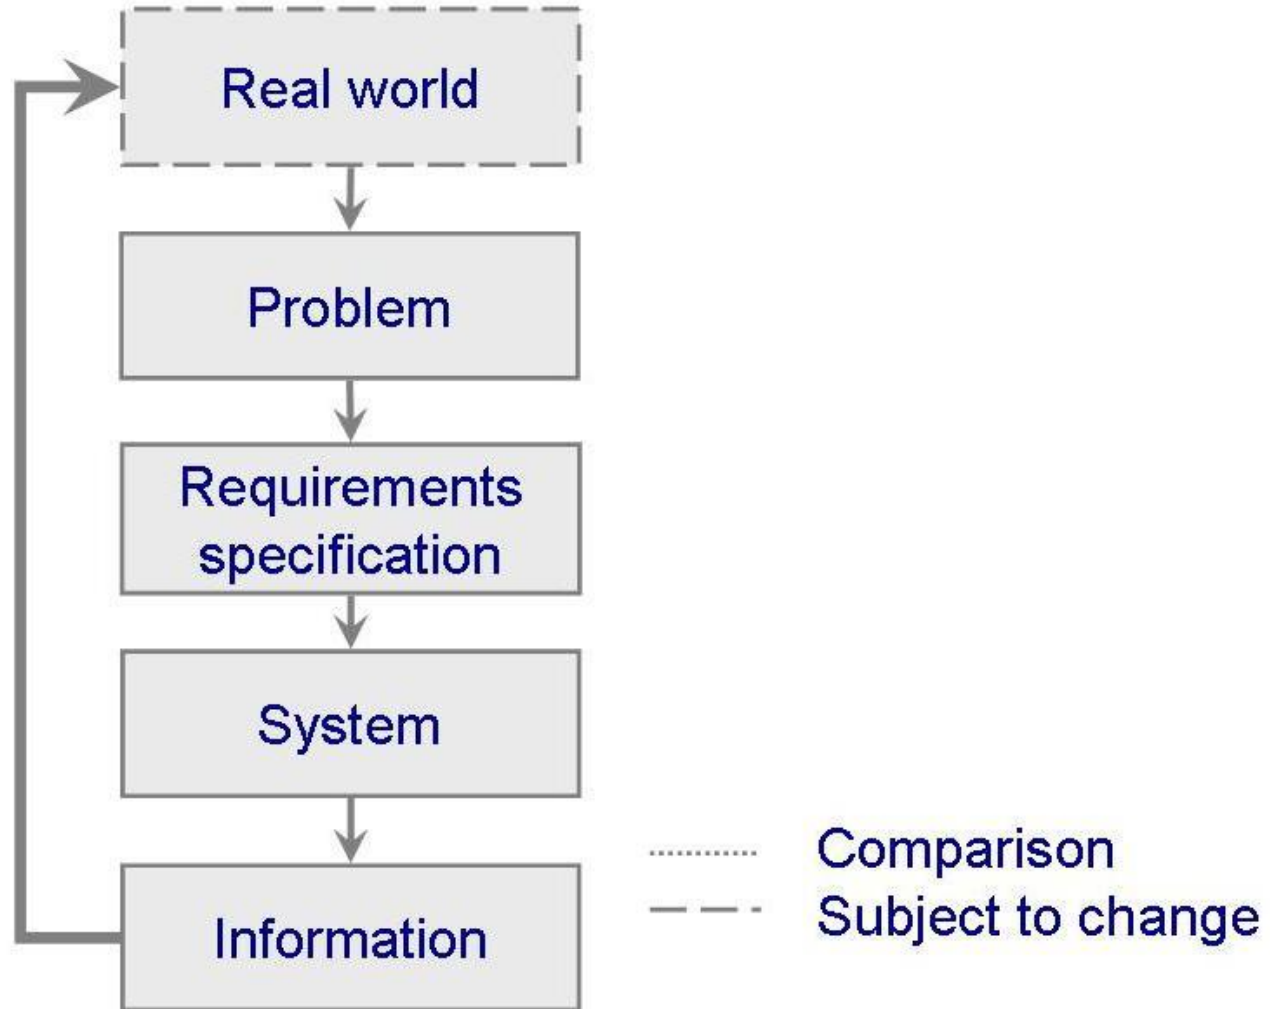 Real world
Problem
Requirements
specification
System
Information
Comparison
Subject to change